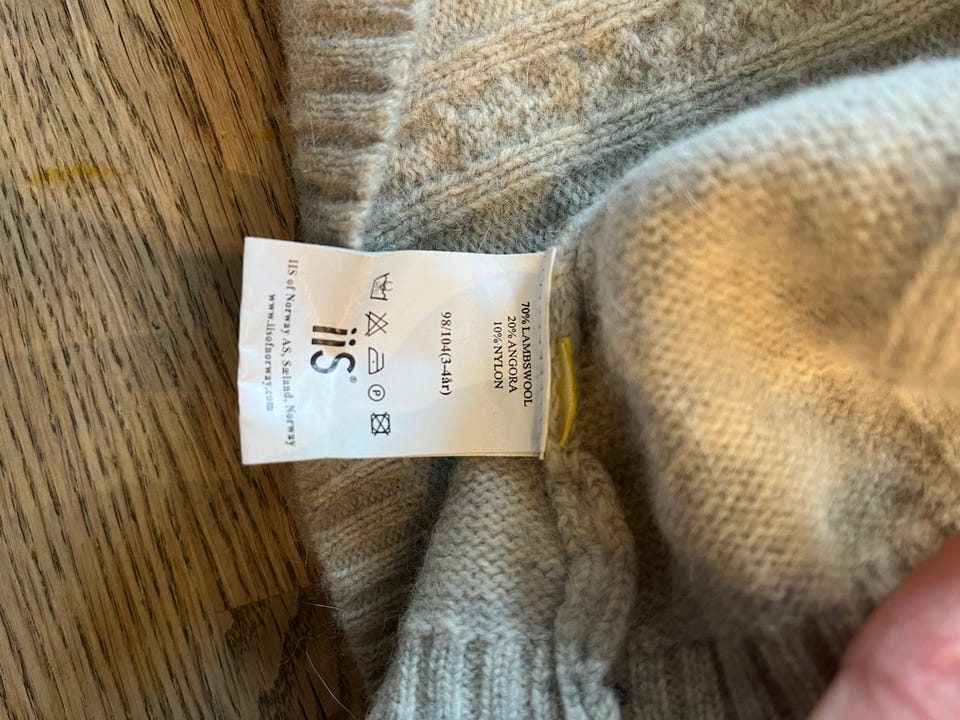 70% LAMBSWOOL
20% ANGORA
10% NYLON
98/104(3-4år)
P
iiS®
IIS of Norway AS, Sæland, Norway
www.iisofnorway.com